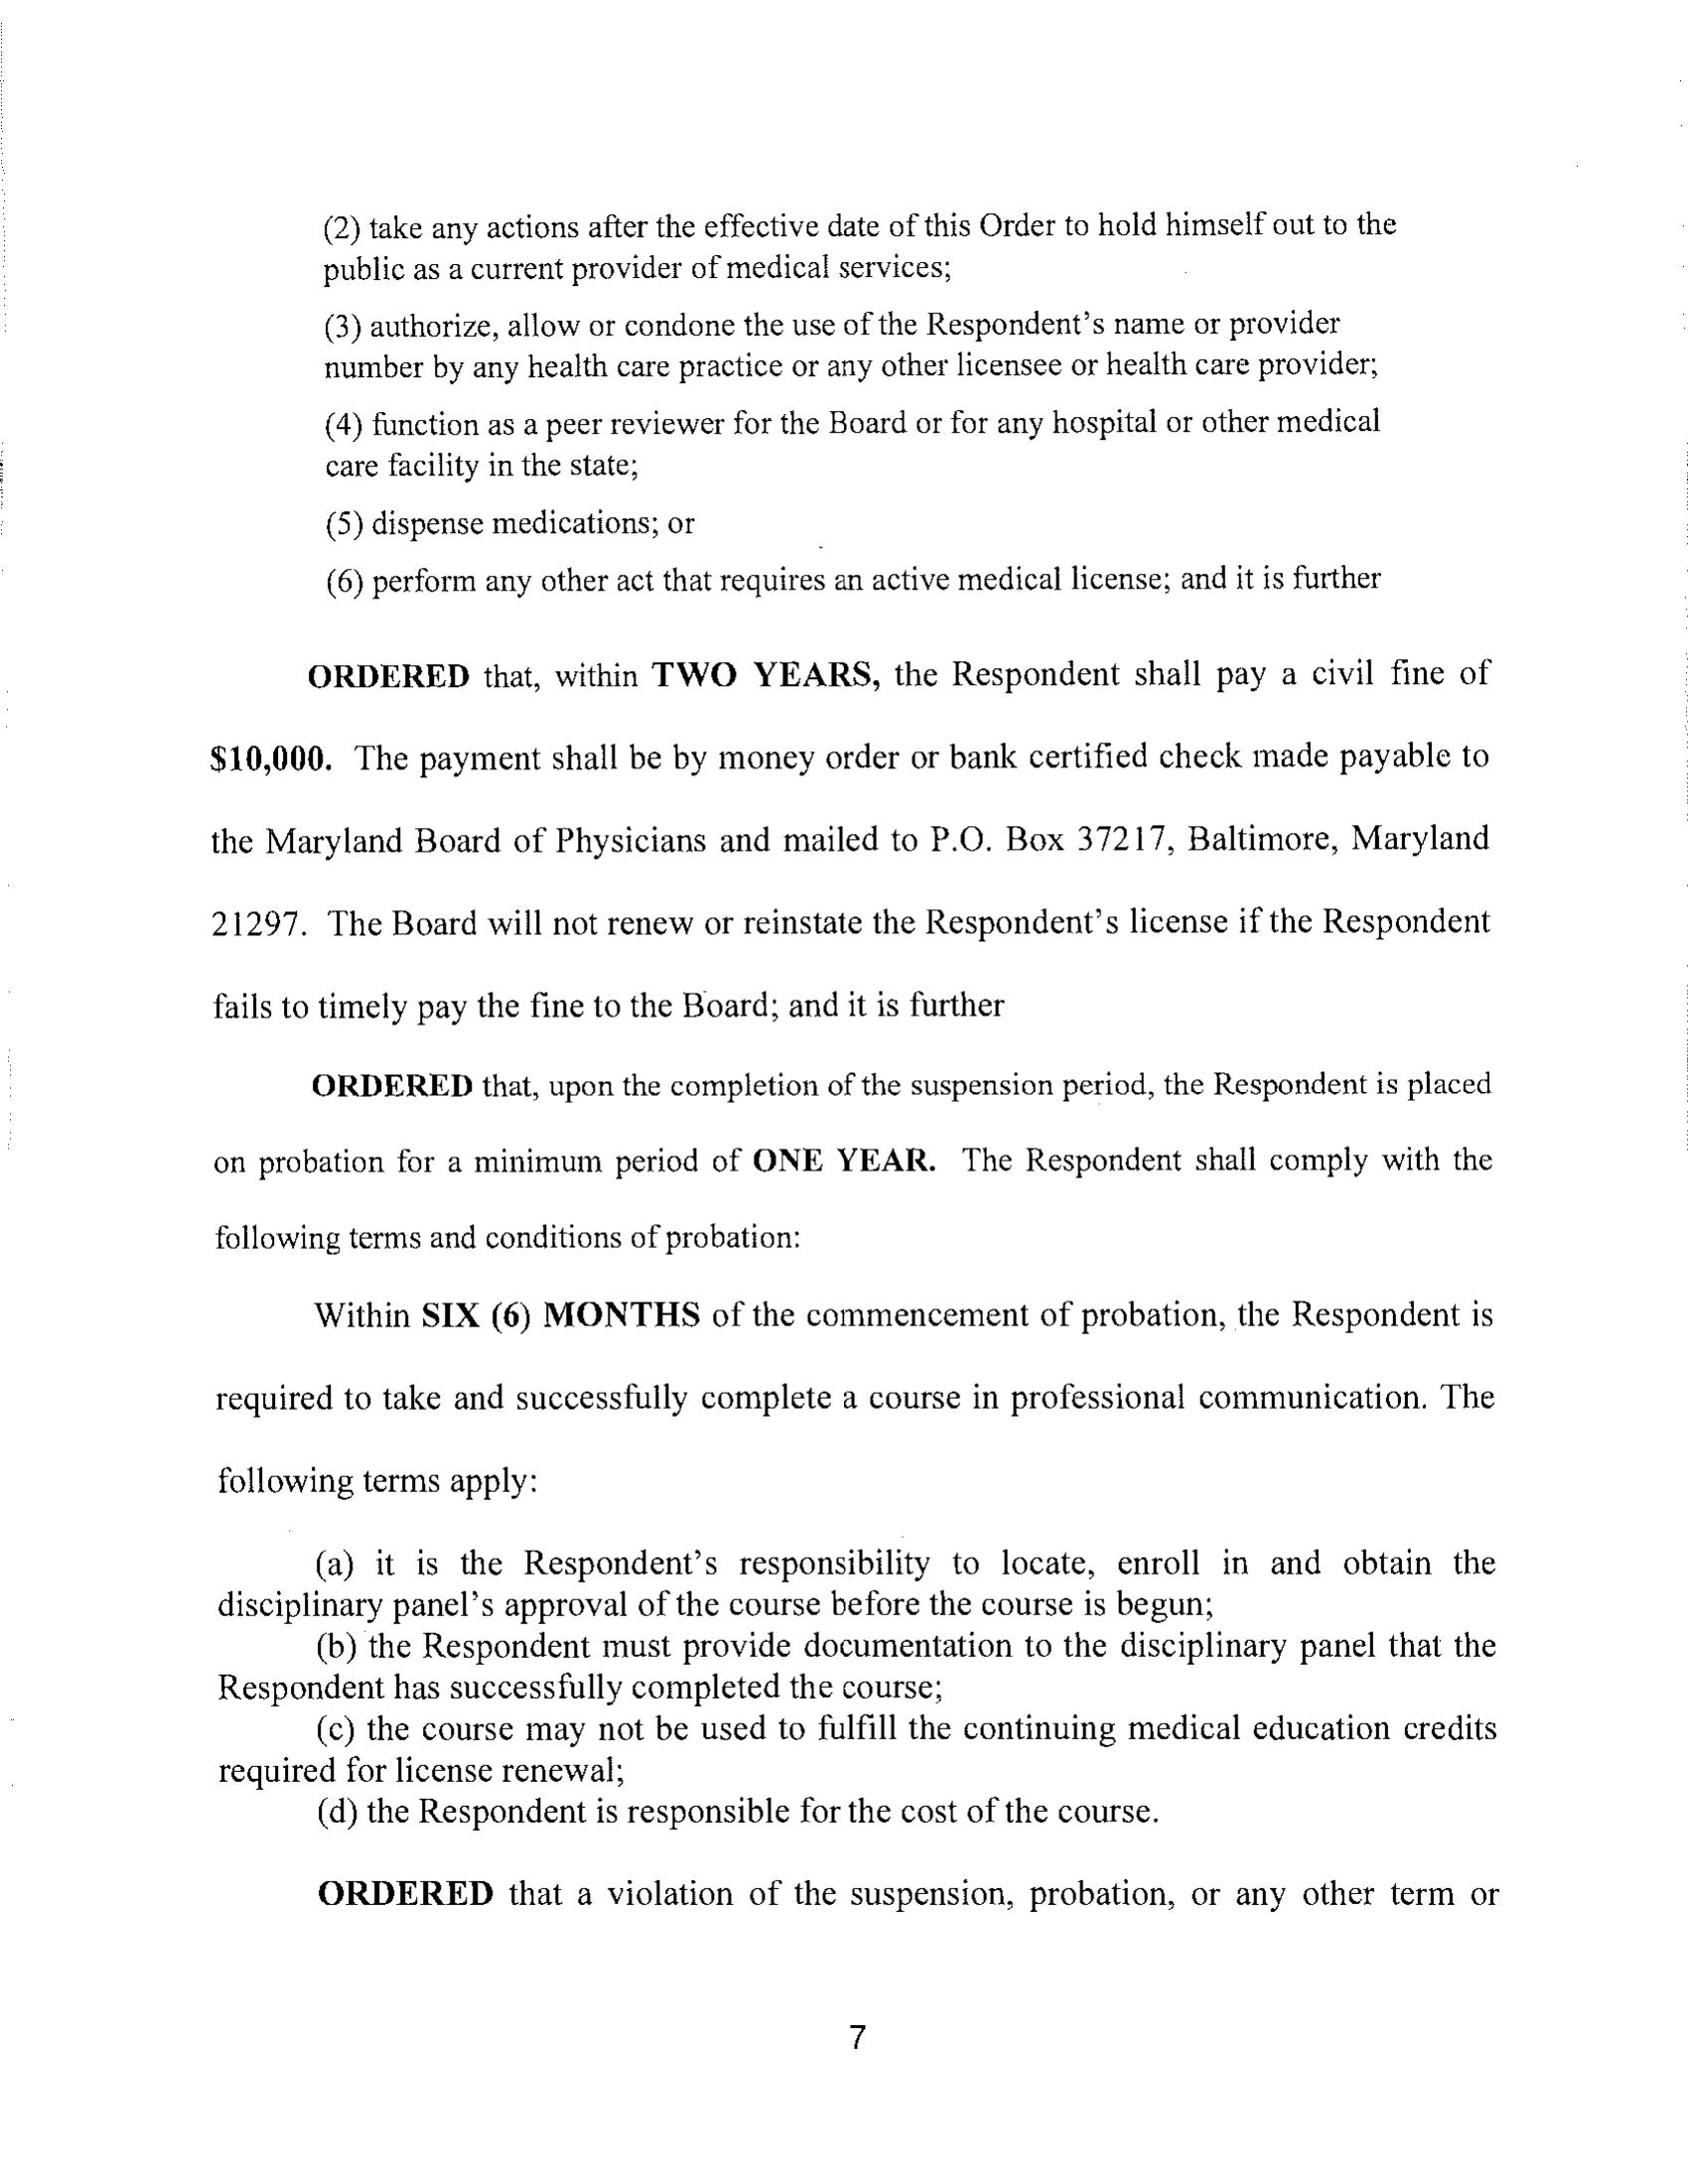 (2) take any actions after the effective date of this Order to hold himself out to the
public as a current provider of medical services;
(3) authorize, allow or condone the use of the Respondent's name or provider
number by any health care practice or any other licensee or health care provider;
(4) function as a peer reviewer for the Board or for any hospital or other medical
care facility in the state;
(5) dispense medications; or
(6) perform any other act that requires an active medical license; and it is further
ORDERED that, within TWO YEARS, the Respondent shall pay a civil fine of
$10,000. The payment shall be by money order or bank certified check made payable to
the Maryland Board of Physicians and mailed to P.O. Box 37217, Baltimore, Maryland
21297. The Board will not renew or reinstate the Respondent's license if the Respondent
fails to timely pay the fine to the Board; and it is further
ORDERED that, upon the completion of the suspension period, the Respondent is placed
on probation for a minimum period of ONE YEAR. The Respondent shall comply with the
following terms and conditions of probation:
Within SIX (6) MONTHS of the commencement of probation, the Respondent is
required to take and successfully complete a course in professional communication. The
following terms apply:
(a) it is the Respondent's responsibility to locate, enroll in and obtain the
disciplinary panel's approval of the course before the course is begun;
(b) the Respondent must provide documentation to the disciplinary panel that the
Respondent has successfully completed the course;
(c) the course may not be used to fulfill the continuing medical education credits
required for license renewal;
(d) the Respondent is responsible for the cost of the course.
ORDERED that a violation of the suspension, probation, or any other term or
7